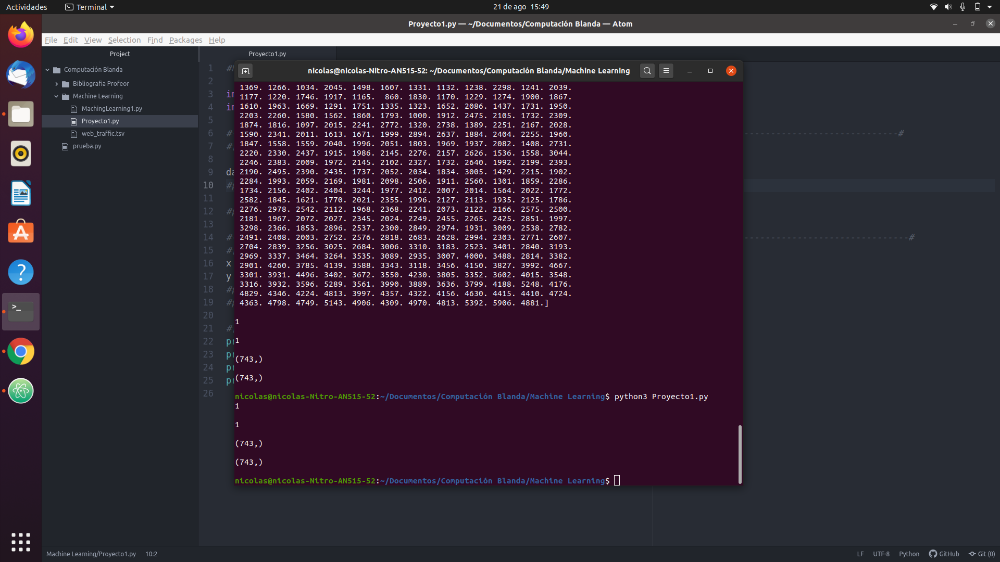 Actividades
Terminal
21 de ago 15:49
Proyecto1.py — ~/Documentos/Computación Blanda — Atom
File Edit View Selection Find Packages Help
Project
Computación Blanda
Bibliografia Profeor
Machine Learning
MachingLearning1.py
Proyecto1.py
web_traffic.tsv
prueba.py
Proyecto1.py
1 #
2
3 im
4 im
5
6 # ---------------------------#
7 #
8
9 da
10 #p
11
12 #p
13
14 # -----------------------------#
15 #
16 x
17 y
18 #p
19 #p
20
21 #
22 pr
23 pr
24 pr
25 pr
26
nicolas@nicolas-Nitro-AN515-52: ~/Documentos/Computación Blanda/Machine Learning
1369. 1266. 1034. 2045. 1498. 1607. 1331. 1132. 1238. 2298. 1241. 2039.
1177. 1220. 1746. 1917. 1165.  860. 1830. 1170. 1229. 1274. 1900. 1867.
1610. 1963. 1669. 1291. 1751. 1335. 1323. 1652. 2086. 1437. 1731. 1950.
2203. 2260. 1580. 1562. 1860. 1793. 1000. 1912. 2475. 2105. 1732. 2309.
1874. 1816. 1097. 2015. 2241. 2772. 1320. 2738. 1389. 2251. 2167. 2028.
1590. 2341. 2011. 1613. 1671. 1999. 2894. 2637. 1884. 2404. 2255. 1960.
1847. 1558. 1559. 2040. 1996. 2051. 1803. 1969. 1937. 2082. 1408. 2731.
2220. 2330. 2437. 1915. 1986. 2145. 2276. 2157. 2626. 1536. 1558. 3044.
2246. 2383. 2009. 1972. 2145. 2102. 2327. 1732. 2640. 1992. 2199. 2393.
2190. 2495. 2390. 2435. 1737. 2052. 2034. 1834. 3005. 1429. 2215. 1902.
2284. 1993. 2059. 2169. 1981. 2098. 2506. 1911. 2560. 1301. 1859. 2286.
1734. 2156. 2402. 2404. 3244. 1977. 2412. 2007. 2014. 1564. 2022. 1772.
2582. 1845. 1621. 1770. 2021. 2355. 1996. 2127. 2113. 1935. 2125. 1786.
2276. 2978. 2542. 2112. 1968. 2368. 2241. 2073. 2122. 2166. 2575. 2500.
2181. 1967. 2072. 2027. 2345. 2024. 2249. 2455. 2265. 2425. 2851. 1997.
3298. 2366. 1853. 2896. 2537. 2300. 2849. 2974. 1931. 3009. 2538. 2782.
2491. 2408. 2003. 2752. 2576. 2818. 2683. 2628. 2994. 2303. 2771. 2607.
2704. 2839. 3256. 3025. 2684. 3006. 3310. 3183. 2523. 3401. 2840. 3193.
2969. 3337. 3464. 3264. 3535. 3089. 2935. 3007. 4000. 3488. 2814. 3382.
2901. 4260. 3785. 4139. 3588. 3343. 3118. 3456. 4150. 3827. 3992. 4667.
3301. 3931. 4496. 3402. 3672. 3550. 4230. 3805. 3352. 3602. 4015. 3548.
3316. 3932. 3596. 5289. 3561. 3990. 3889. 3636. 3799. 4188. 5248. 4176.
4829. 4346. 4224. 4813. 3997. 4357. 4322. 4156. 4630. 4415. 4410. 4724.
4363. 4798. 4749. 5143. 4906. 4309. 4970. 4813. 5392. 5906. 4881.]
1
1
(743,)
(743,)
nicolas@nicolas-Nitro-AN515-52:~/Documentos/Computación Blanda/Machine Learning$ python3 Proyecto1.py
1
1
(743,)
(743,)
nicolas@nicolas-Nitro-AN515-52:~/Documentos/Computación Blanda/Machine Learning$
Machine Learning/Proyecto1.py 10:2
LF UTF-8 Python GitHub Git (0)